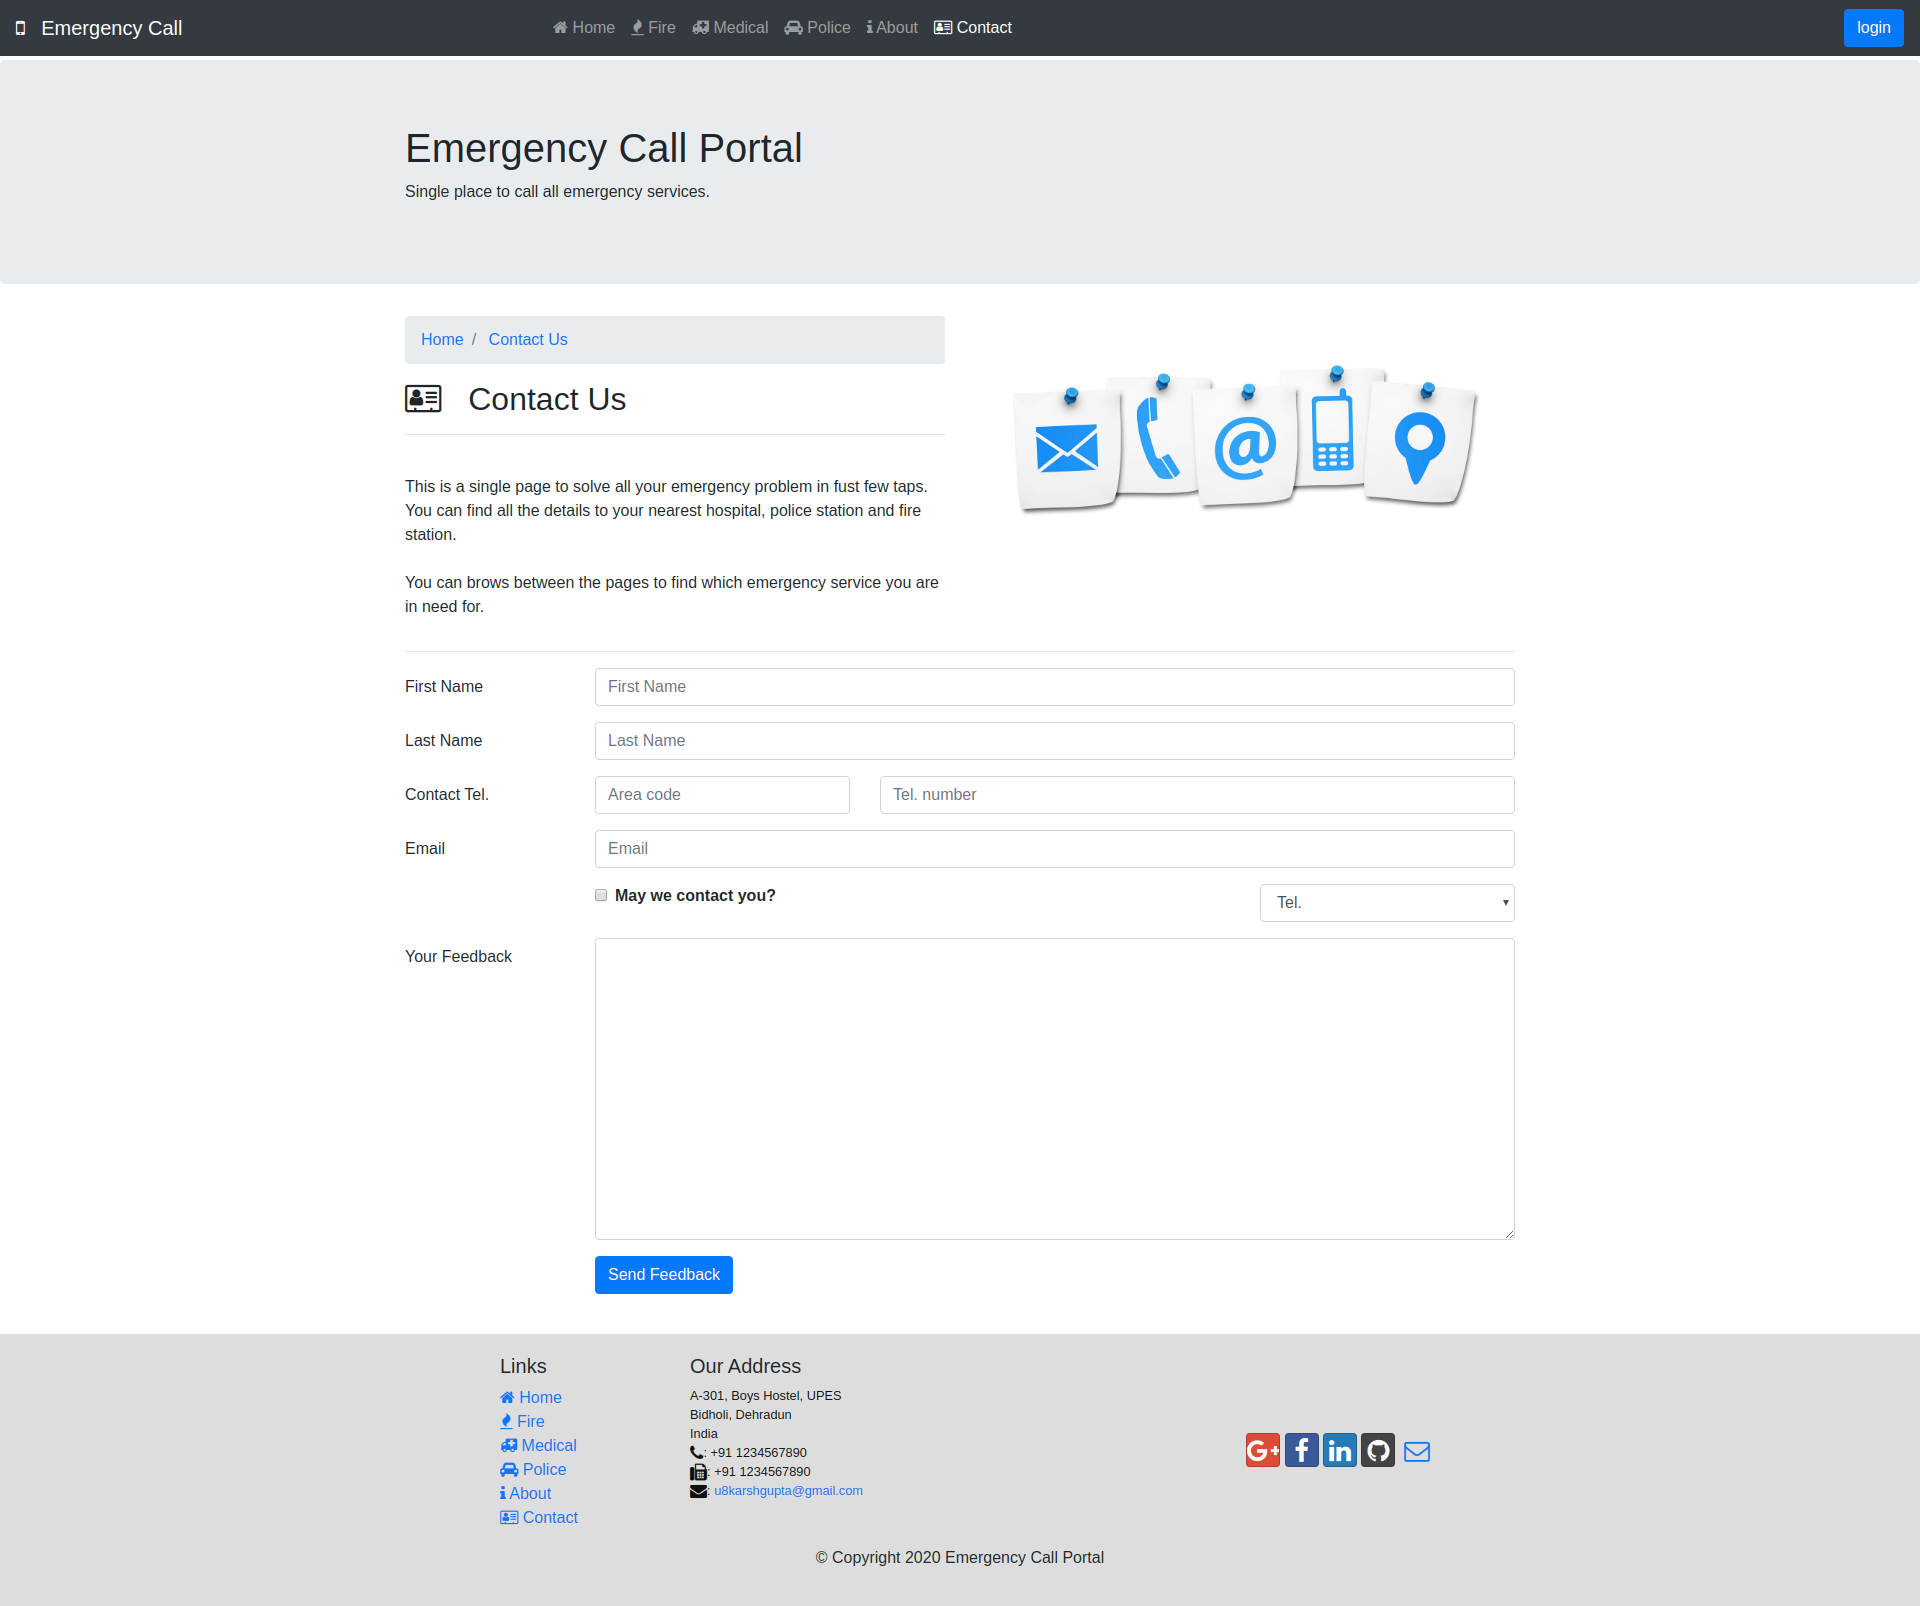 Emergency Call
Home Fire Medical Police About Contact
login
Emergency Call Portal
Single place to call all emergency services.
Home / Contact Us
Contact Us
This is a single page to solve all your emergency problem in fust few taps.
You can find all the details to your nearest hospital, police station and fire
station.
You can brows between the pages to find which emergency service you are
in need for.
@
First Name
First Name
Last Name
Last Name
Contact Tel.
Area code
Tel. number
Email
Email
May we contact you?
Tel.
Your Feedback
Send Feedback
Links
Home
Fire
Medical
Police
About
Contact
Our Address
A-301, Boys Hostel, UPES
Bidholi, Dehradun
India
: +91 1234567890
: +91 1234567890
: u8karshgupta@gmail.com
© Copyright 2020 Emergency Call Portal